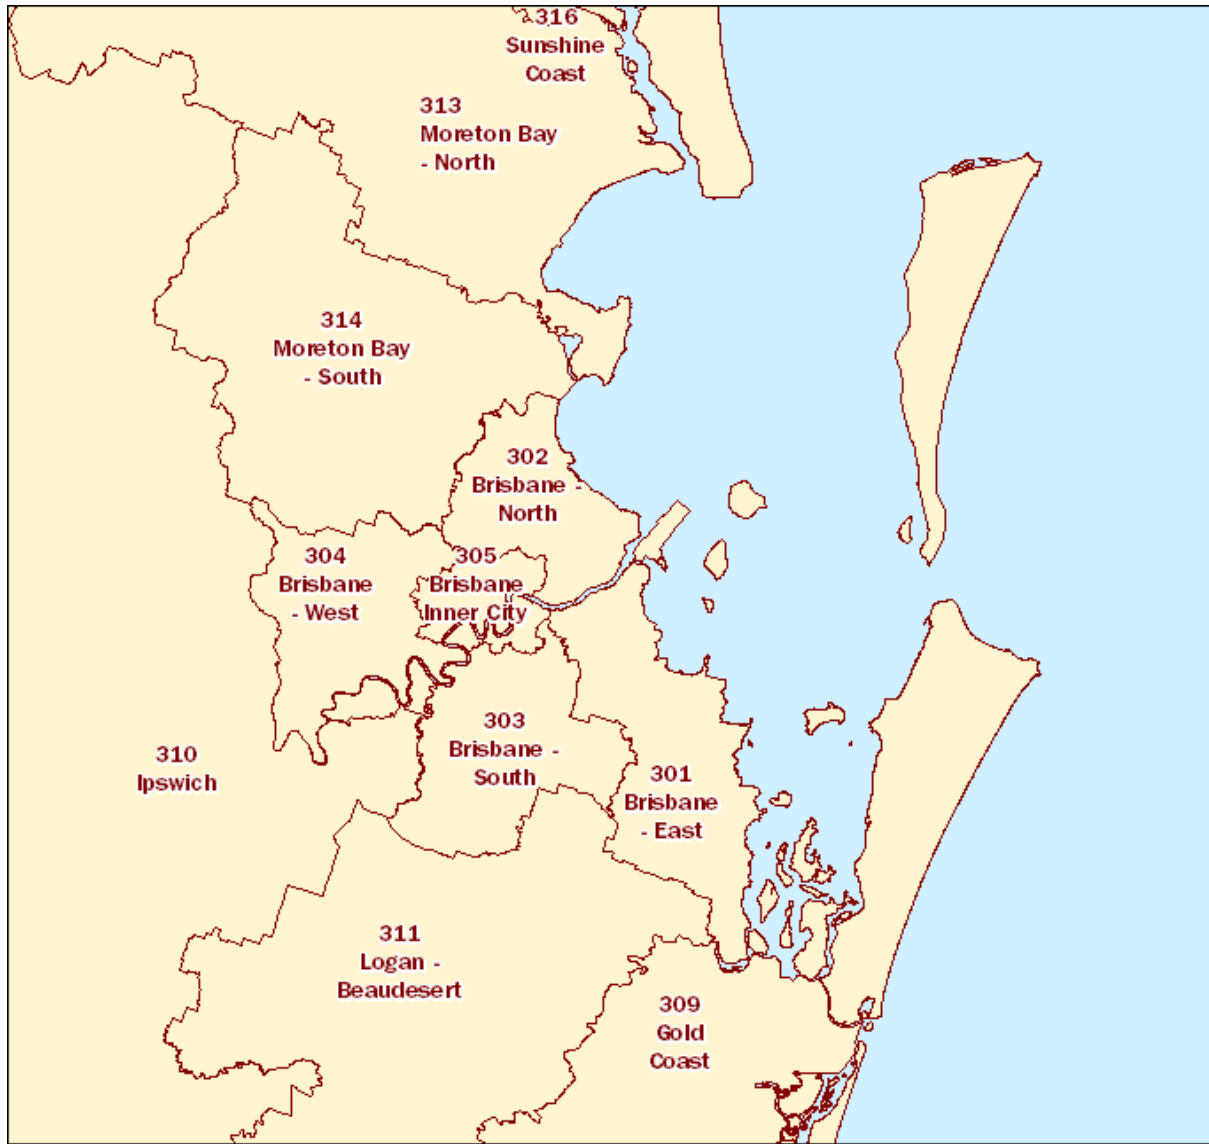 316
Sunshine
Coast
313
Moreton Bay
- North
314
Moreton Bay
- South
302
Brisbane -
North
304
Brisbane
- West
305
Brisbane
Inner City
303
Brisbane -
South
310
Ipswich
301
Brisbane
- East
311
Logan -
Beaudesert
309
Gold
Coast